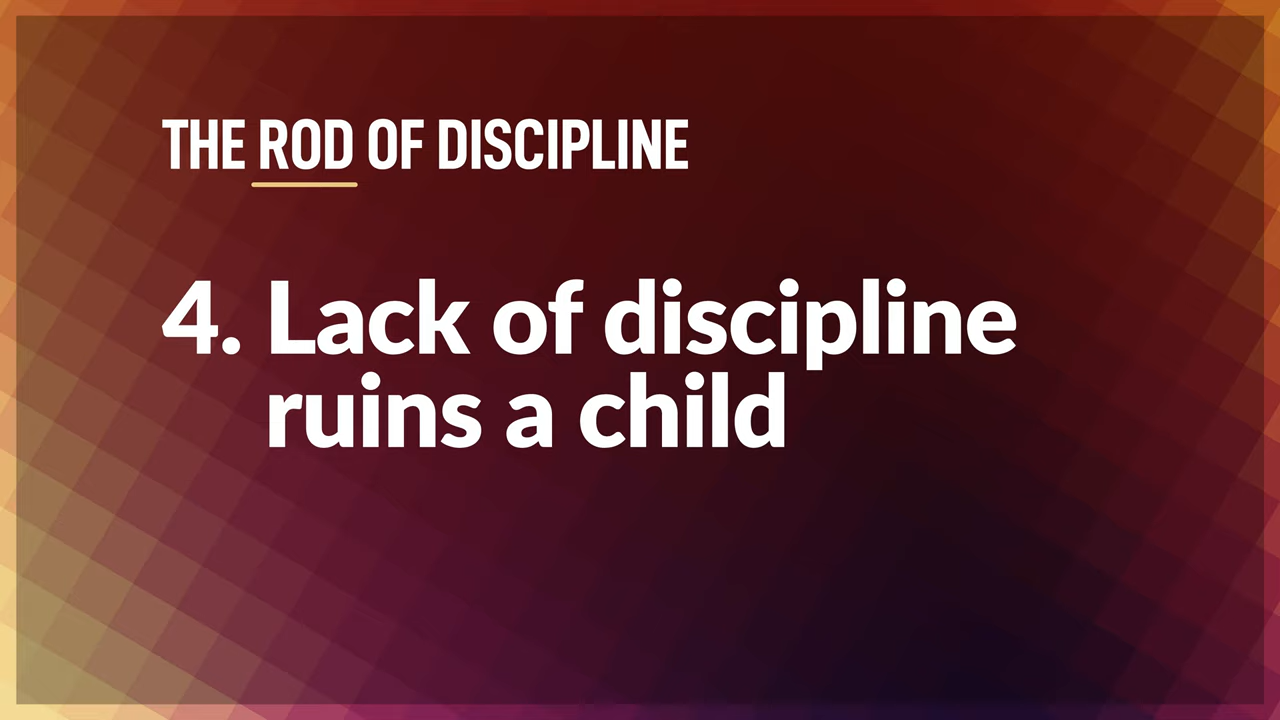 THE ROD OF DISCIPLINE
4. Lack of discipline
ruins a child